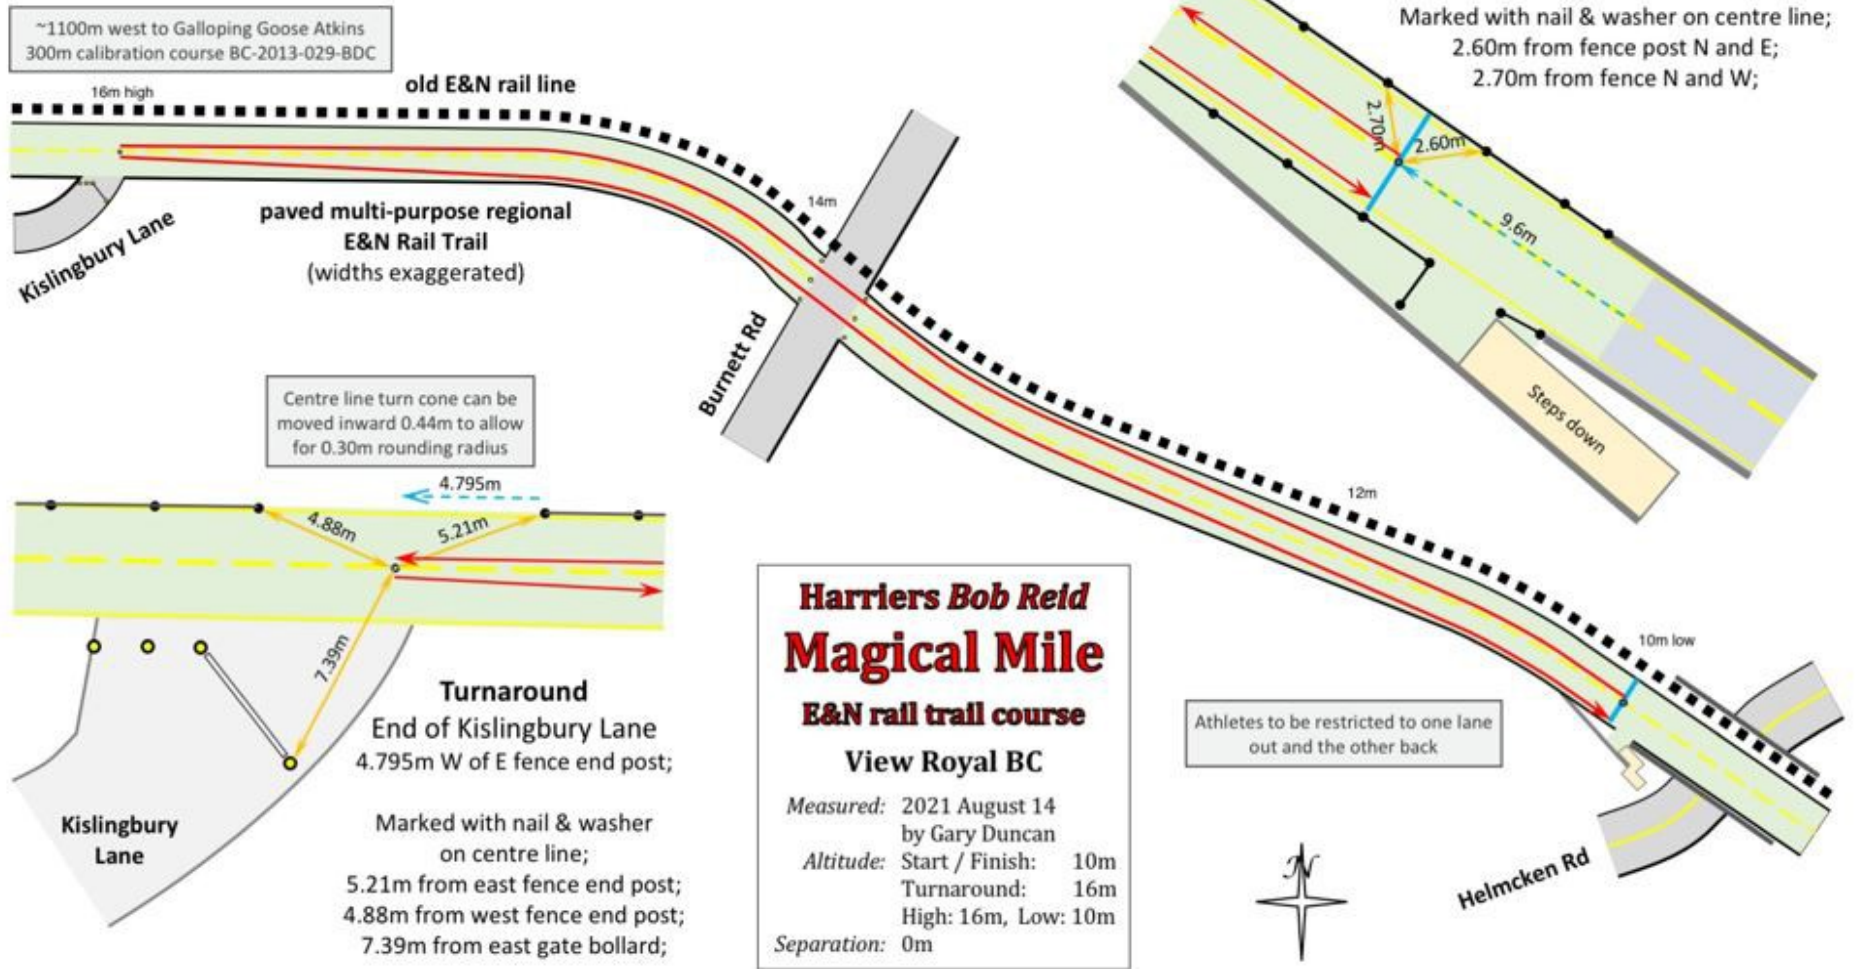 ~1100m west to Galloping Goose Atkins
300m calibration course BC-2013-029-BDC
16m high
old E&N rail line
paved multi-purpose regional
E&N Rail Trail
(widths exaggerated)
Kislingbury Lane
14m
Burnett Rd
Marked with nail & washer on centre line;
2.60m from fence post N and E;
2.70m from fence N and W;
2.70m
2.60m
9.6m
Steps down
12m
10m low
Athletes to be restricted to one lane
out and the other back
Helmcken Rd
N
Centre line turn cone can be
moved inward 0.44m to allow
for 0.30m rounding radius
4.795m
4.88m
5.21m
7.39m
Kislingbury
Lane
Turnaround
End of Kislingbury Lane
4.795m W of E fence end post;
Marked with nail & washer
on centre line;
5.21m from east fence end post;
4.88m from west fence end post;
7.39m from east gate bollard;
Harriers Bob Reid
Magical Mile
E&N rail trail course
View Royal BC
Measured: 2021 August 14
by Gary Duncan
Altitude: Start / Finish: 10m
Turnaround: 16m
High: 16m, Low: 10m
Separation: 0m